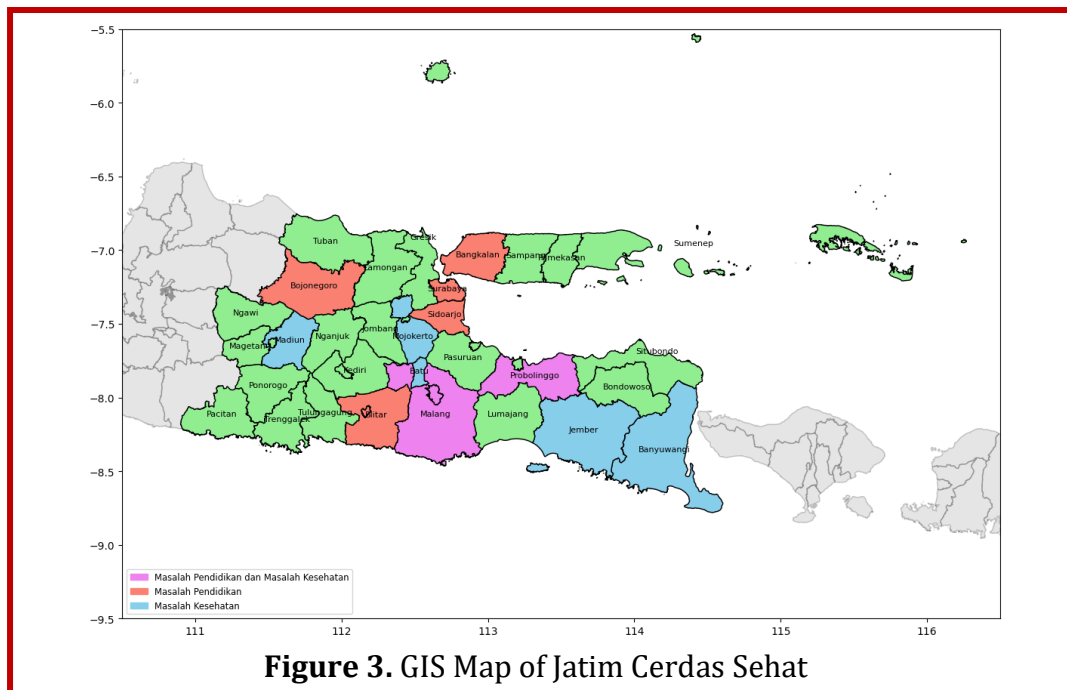 −5.5
−6.0
−6.5
−7.0
−7.5
−8.0
−8.5
−9.0
−9.5
Tuban
Gresik
Lamongan
Bangkalan
Sampang
Sumenep
Bojonegoro
Surabaya
Ngawi
Sidoarjo
Madiun
Nganjuk
Jombang
Mojokerto
Magetan
Pasuruan
Situbondo
Kediri
Batu
Probolinggo
Ponorogo
Bondowoso
Pacitan
Trenggalek
Tulungagung
Blitar
Malang
Lumajang
Jember
Banyuwangi
Masalah Pendidikan dan Masalah Kesehatan
Masalah Pendidikan
Masalah Kesehatan
111 112 113 114 115 116
Figure 3. GIS Map of Jatim Cerdas Sehat